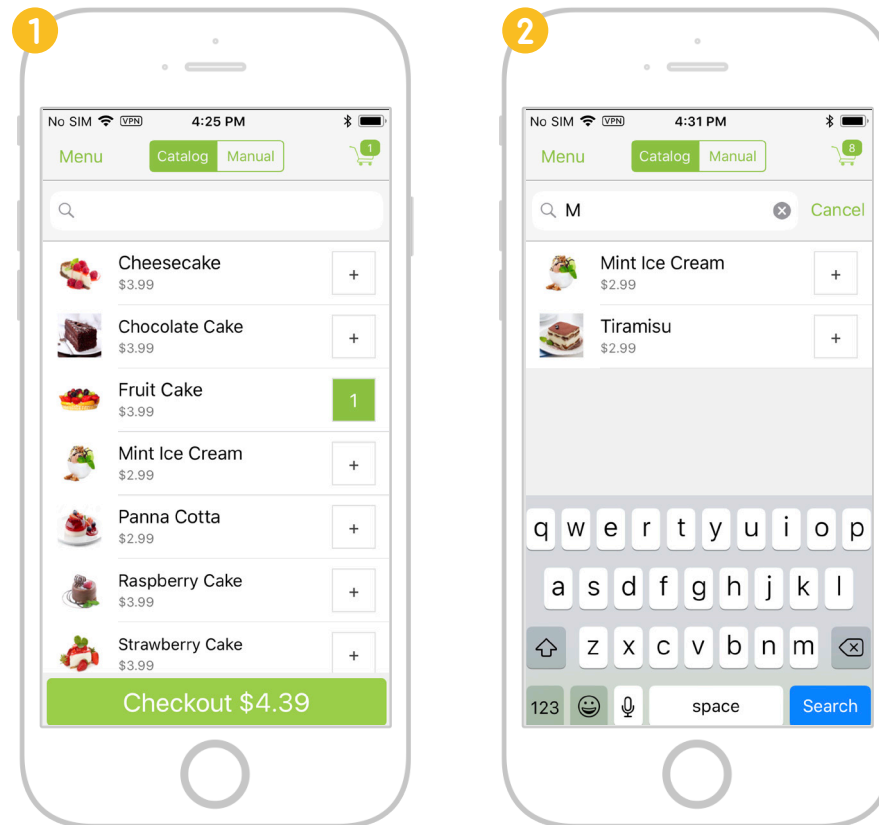 1
No SIM VPN 4:25 PM
Menu Catalog Manual 1
Cheesecake
$3.99
+
Chocolate Cake
$3.99
+
Fruit Cake
$3.99
1
Mint Ice Cream
$2.99
+
Panna Cotta
$2.99
+
Raspberry Cake
$3.99
+
Strawberry Cake
$3.99
+
Checkout $4.39
2
No SIM VPN 4:31 PM
Menu Catalog Manual 8
M Cancel
Mint Ice Cream
$2.99
+
Tiramisu
$2.99
+
q w e r t y u i o p
a s d f g h j k l
z x c v b n m
123 space Search